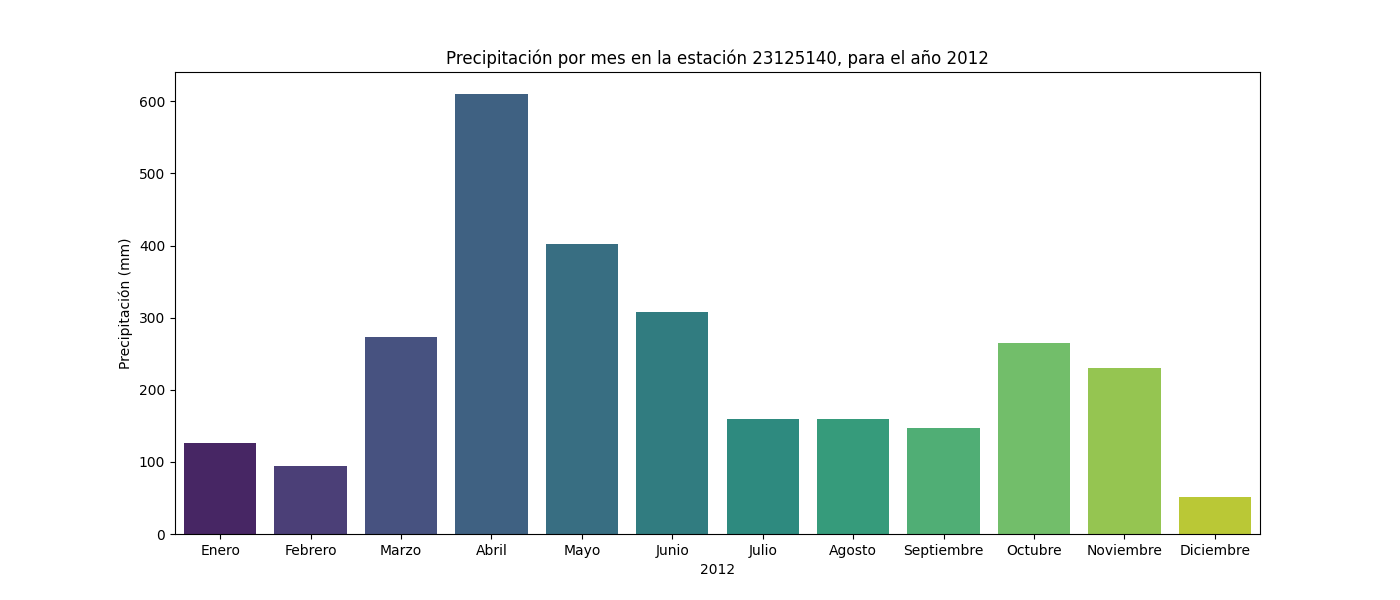 Precipitación por mes en la estación 23125140, para el año 2012
Precipitación (mm)
600
500
400
300
200
100
0
Enero Febrero Marzo Abril Mayo Junio Julio Agosto Septiembre Octubre Noviembre Diciembre
2012